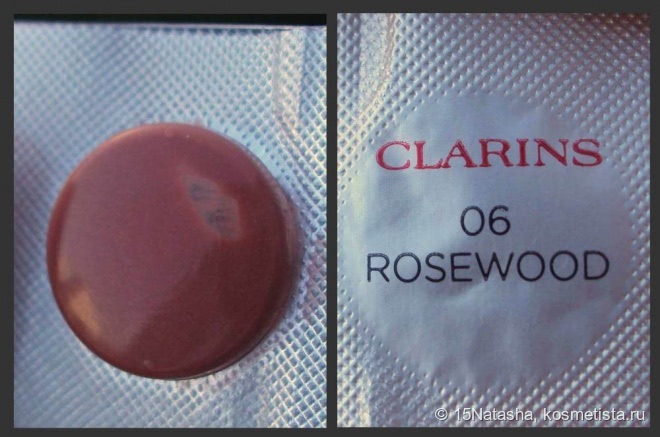 CLARINS
06
ROSEWOOD
© 15Natasha, kosmetista.ru